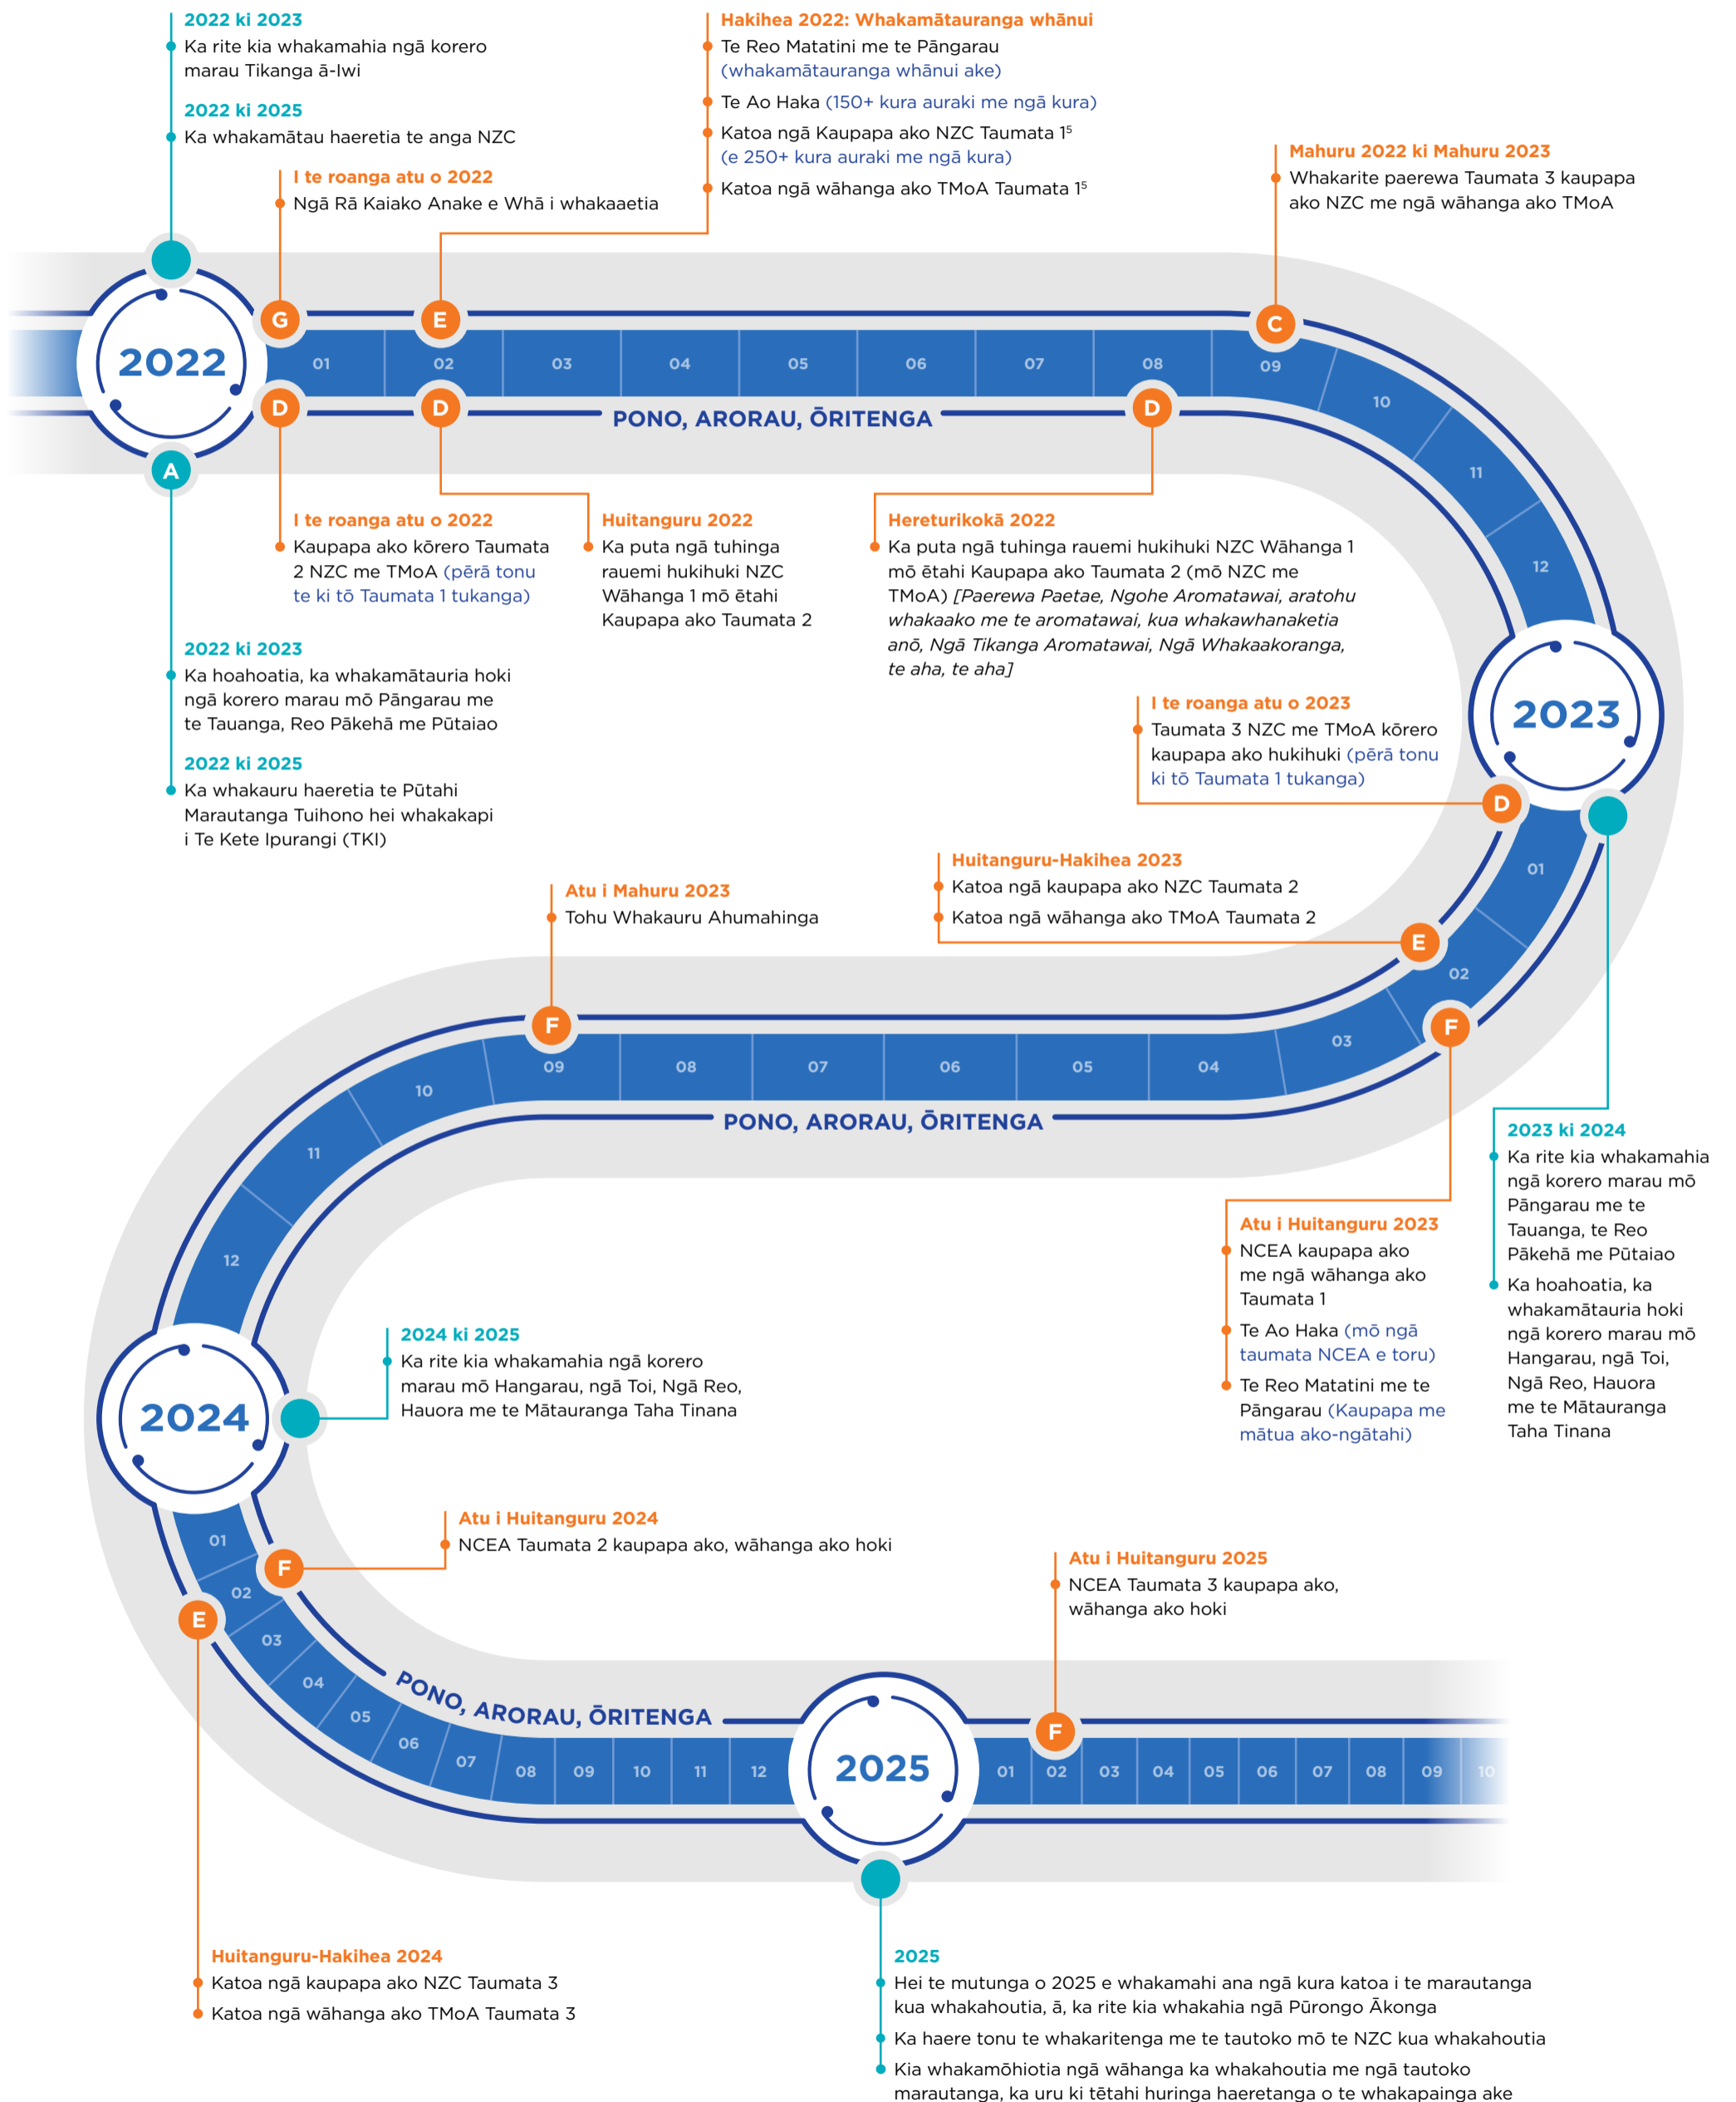 2022 ki 2023
Ka rite kia whakamahia ngā korero
marau Tikanga ā-Iwi
2022 ki 2025
Ka whakamātau haeretia te anga NZC
I te roanga atu o 2022
Ngā Rā Kaiako Anake e Whā i whakaaetia
Hakihea 2022: Whakamātauranga whānui
Te Reo Matatini me te Pāngarau
(whakamātauranga whānui ake)
Te Ao Haka (150+ kura auraki me ngā kura)
Katoa ngā Kaupapa ako NZC Taumata 1⁵
(e 250+ kura auraki me ngā kura)
Katoa ngā wāhanga ako TMoA Taumata 1⁵
Mahuru 2022 ki Mahuru 2023
Whakarite paerewa Taumata 3 kaupapa
ako NZC me ngā wāhanga ako TMoA
G
E
C
2022
01
02
03
04
05
06
07
08
09
10
11
12
D
D
PONO, ARORAU, ŌRITENGA
D
A
I te roanga atu o 2022
Kaupapa ako kōrero Taumata
2 NZC me TMoA (pērā tonu
te ki tō Taumata 1 tukanga)
Huitanguru 2022
Ka puta ngā tuhinga
rauemi hukihuki NZC
Wāhanga 1 mō ētahi
Kaupapa ako Taumata 2
Hereturikokā 2022
Ka puta ngā tuhinga rauemi hukihuki NZC Wāhanga 1
mō ētahi Kaupapa ako Taumata 2 (mō NZC me
TMoA) [Paerewa Paetae, Ngohe Aromatawai, aratohu
whakaako me te aromatawai, kua whakawhanaketia
anō, Ngā Tikanga Aromatawai, Ngā Whakaakoranga,
te aha, te aha]
2022 ki 2023
Ka hoahoatia, ka whakamātauria hoki
ngā korero marau mō Pāngarau me
te Tauanga, Reo Pākehā me Pūtaiao
2022 ki 2025
Ka whakauru haeretia te Pūtahi
Marautanga Tuihono hei whakakapi
i Te Kete Ipurangi (TKI)
2023
I te roanga atu o 2023
Taumata 3 NZC me TMoA kōrero
kaupapa ako hukihuki (pērā tonu
ki tō Taumata 1 tukanga)
D
Huitanguru-Hakihea 2023
Katoa ngā kaupapa ako NZC Taumata 2
Katoa ngā wāhanga ako TMoA Taumata 2
E
Atu i Mahuru 2023
Tohu Whakauru Ahumahinga
F
F
01
02
03
04
05
06
07
08
09
10
11
12
PONO, ARORAU, ŌRITENGA
2023 ki 2024
Ka rite kia whakamahia
ngā korero marau mō
Pāngarau me te
Tauanga, te Reo
Pākehā me Pūtaiao
Ka hoahoatia, ka
whakamātauria hoki
ngā korero marau mō
Hangarau, ngā Toi,
Ngā Reo, Hauora
me te Mātauranga
Taha Tinana
Atu i Huitanguru 2023
NCEA kaupapa ako
me ngā wāhanga ako
Taumata 1
Te Ao Haka (mō ngā
taumata NCEA e toru)
Te Reo Matatini me te
Pāngarau (Kaupapa me
mātua ako-ngātahi)
2024
2024 ki 2025
Ka rite kia whakamahia ngā korero
marau mō Hangarau, ngā Toi, Ngā Reo,
Hauora me te Mātauranga Taha Tinana
Atu i Huitanguru 2024
NCEA Taumata 2 kaupapa ako, wāhanga ako hoki
F
E
01
02
03
04
05
06
07
08
09
10
11
12
PONO, ARORAU, ŌRITENGA
Atu i Huitanguru 2025
NCEA Taumata 3 kaupapa ako,
wāhanga ako hoki
F
2025
01
02
03
04
05
06
07
08
09
10
Huitanguru-Hakihea 2024
Katoa ngā kaupapa ako NZC Taumata 3
Katoa ngā wāhanga ako TMoA Taumata 3
2025
Hei te mutunga o 2025 e whakamahi ana ngā kura katoa i te marautanga
kua whakahoutia, ā, ka rite kia whakahia ngā Pūrongo Ākonga
Ka haere tonu te whakaritenga me te tautoko mō te NZC kua whakahoutia
Kia whakamōhiotia ngā wāhanga ka whakahoutia me ngā tautoko
marautanga, ka uru ki tētahi huringa haeretanga o te whakapainga ake